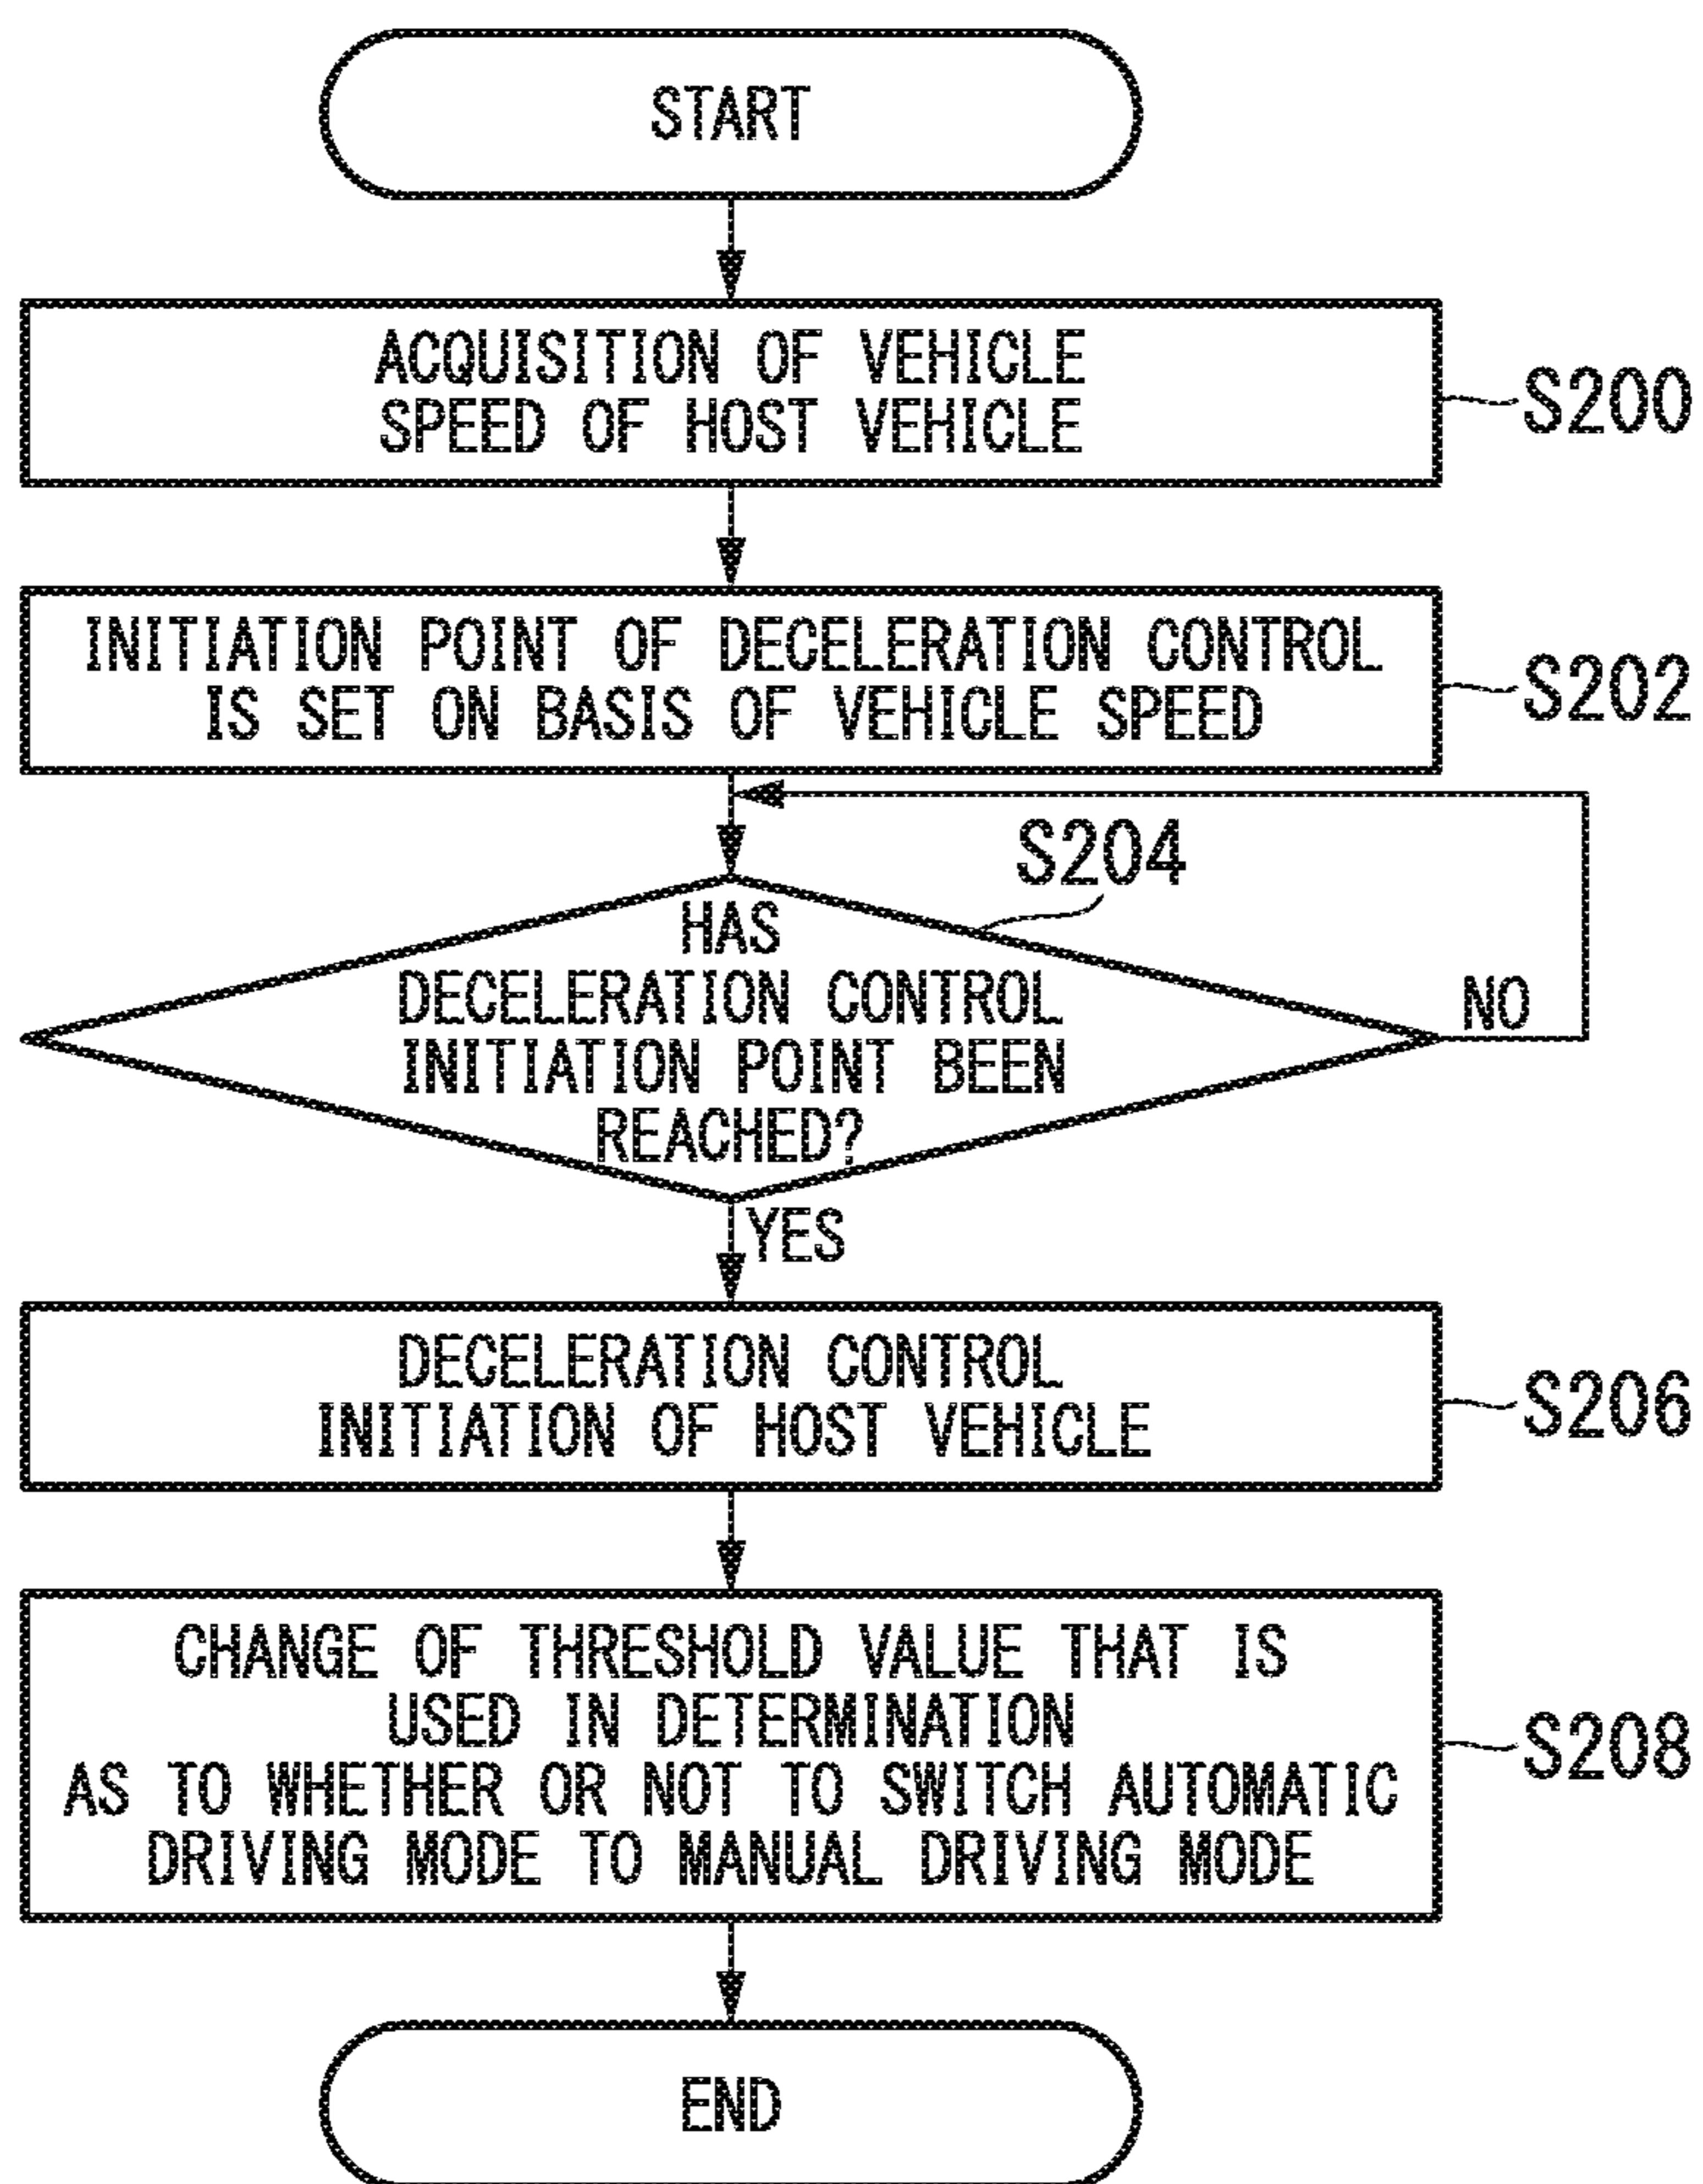 START
ACQUISITION OF VEHICLE
SPEED OF HOST VEHICLE
S200
INITIATION POINT OF DECELERATION CONTROL
IS SET ON BASIS OF VEHICLE SPEED
S202
S204
HAS
DECELERATION CONTROL
INITIATION POINT BEEN
REACHED?
NO
YES
DECELERATION CONTROL
INITIATION OF HOST VEHICLE
S206
CHANGE OF THRESHOLD VALUE THAT IS
USED IN DETERMINATION
AS TO WHETHER OR NOT TO SWITCH AUTOMATIC
DRIVING MODE TO MANUAL DRIVING MODE
S208
END